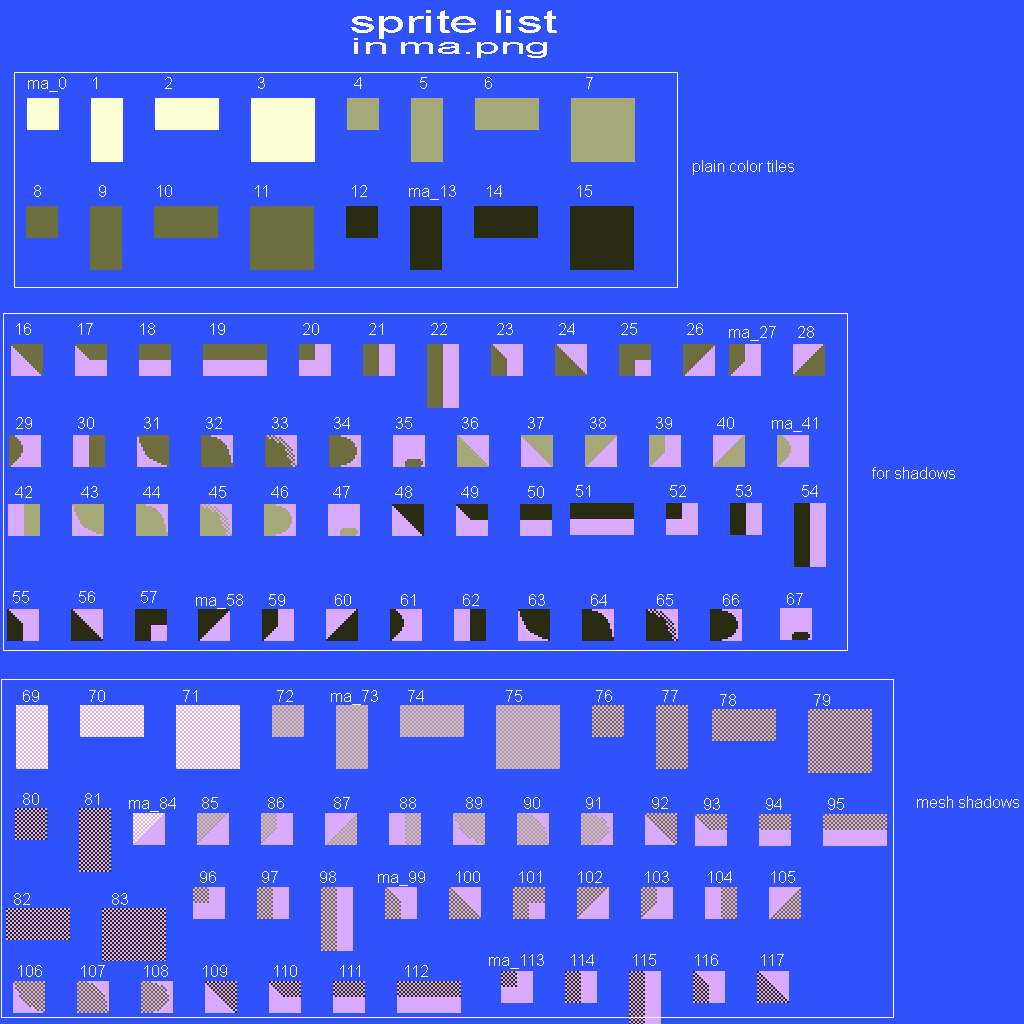 sprite list
in ma.png
ma_0 1 2 3 4 5 6 7
plain color tiles
8 9 10 11 12 ma_13 14 15
16 17 18 19 20 21 22 23 24 25 26 ma_27 28
29 30 31 32 33 34 35 36 37 38 39 40 ma_41
for shadows
42 43 44 45 46 47 48 49 50 51 52 53 54
55 56 57 ma_58 59 60 61 62 63 64 65 66 67
69 70 71 72 ma_73 74 75 76 77 78 79
mesh shadows
80 81 ma_84 85 86 87 88 89 90 91 92 93 94 95
82 83 96 97 98 ma_99 100 101 102 103 104 105
106 107 108 109 110 111 112 ma_113 114 115 116 117